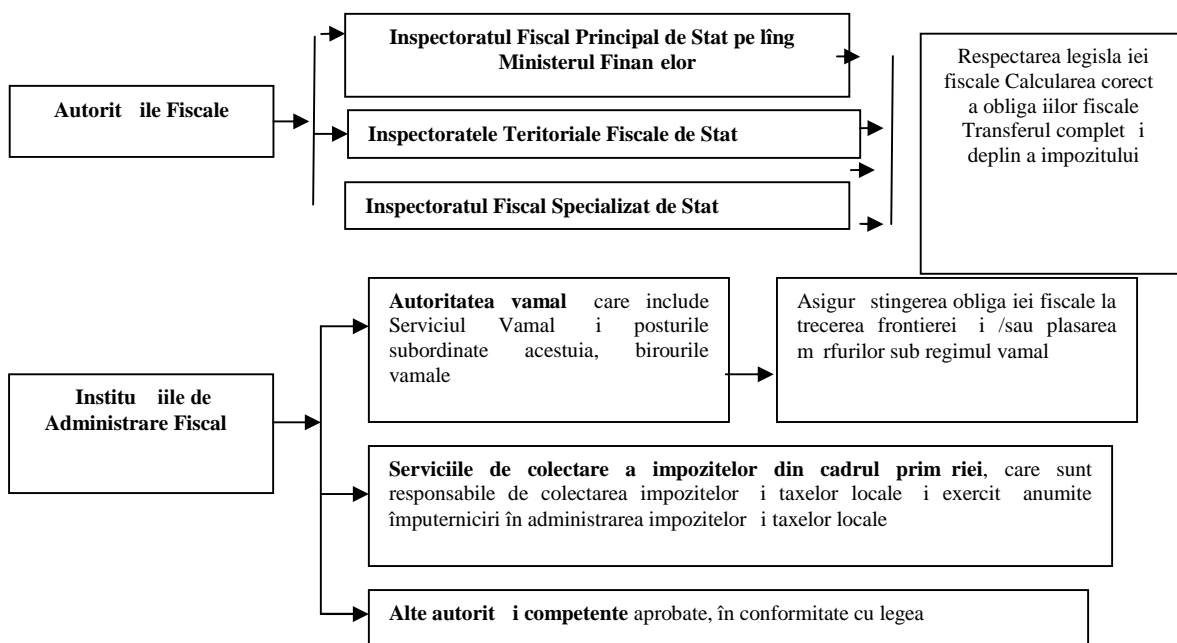 Inspectoratul Fiscal Principal de Stat pe lîng
Ministerul Finan elor
Respectarea legisla iei
fiscale Calcularea corect
a obliga iilor fiscale
Transferul complet i
deplin a impozitului
Autorit ile Fiscale
Inspectoratele Teritoriale Fiscale de Stat
Inspectoratul Fiscal Specializat de Stat
Autoritatea vamal care include
Serviciul Vamal i posturile
subordinate acestuia, birourile
vamale
Asigur stingerea obliga iei fiscale la
trecerea frontierei i /sau plasarea
m rfurilor sub regimul vamal
Institu iile de
Administrare Fiscal
Serviciile de colectare a impozitelor din cadrul prim riei, care sunt
responsabile de colectarea impozitelor i taxelor locale i exercit anumite
împuterniciri în administrarea impozitelor i taxelor locale
Alte autorit i competente aprobate, în conformitate cu legea